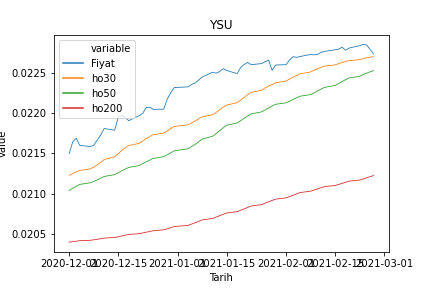 YSU
variable
Fiyat
ho30
ho50
ho200
0.0225
0.0220
0.0215
0.0210
0.0205
value
2020-12-01
2020-12-15
2021-01-01
2021-01-15
2021-02-01
2021-02-15
2021-03-01
Tarih